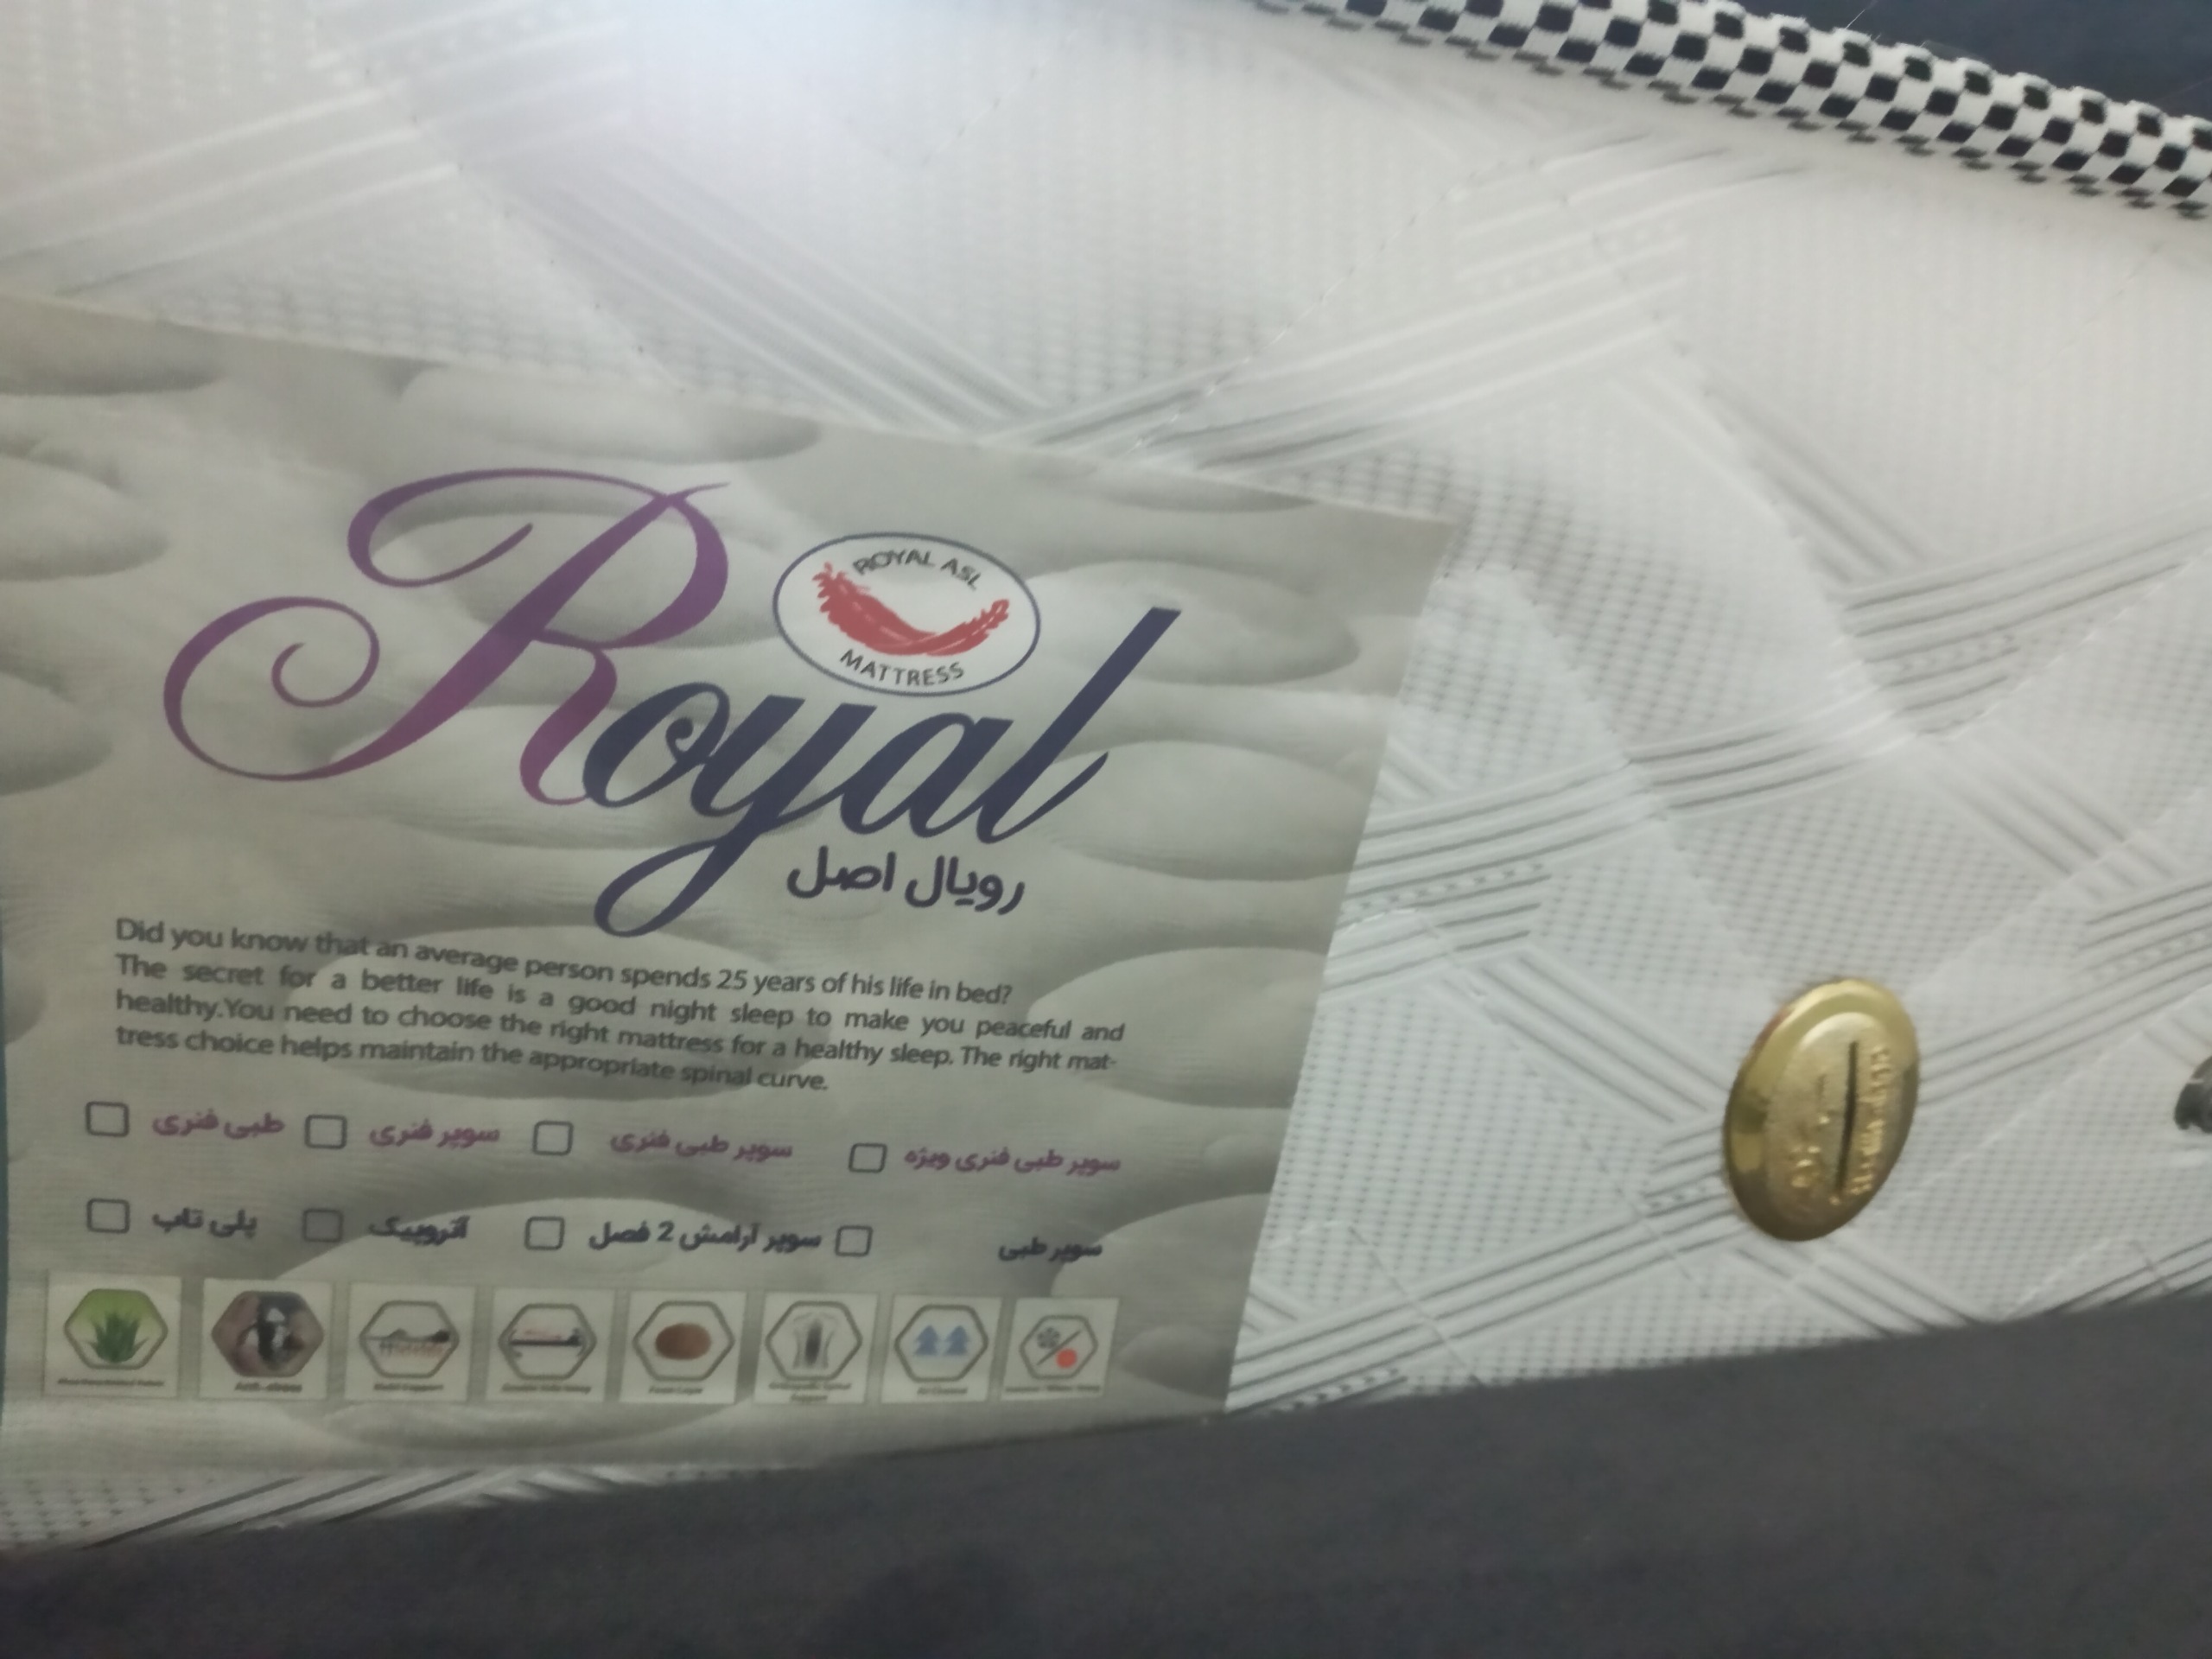 ROYAL ASL
MATTRESS
Royal
رویال اصل
Did you know that an average person spends 25 years of his life in bed?
The secret for a better life is a good night sleep to make you peaceful and
healthy.You need to choose the right mattress for a healthy sleep. The right mat-
tress choice helps maintain the appropriate spinal curve.
سوپر طبی فنری ویژه سوپر طبی فنری سوپر فنری طبی فنری
سوپر طبی سوپر آرامش 2 فصل آتروپیک پلی تاپ
Anti-stress